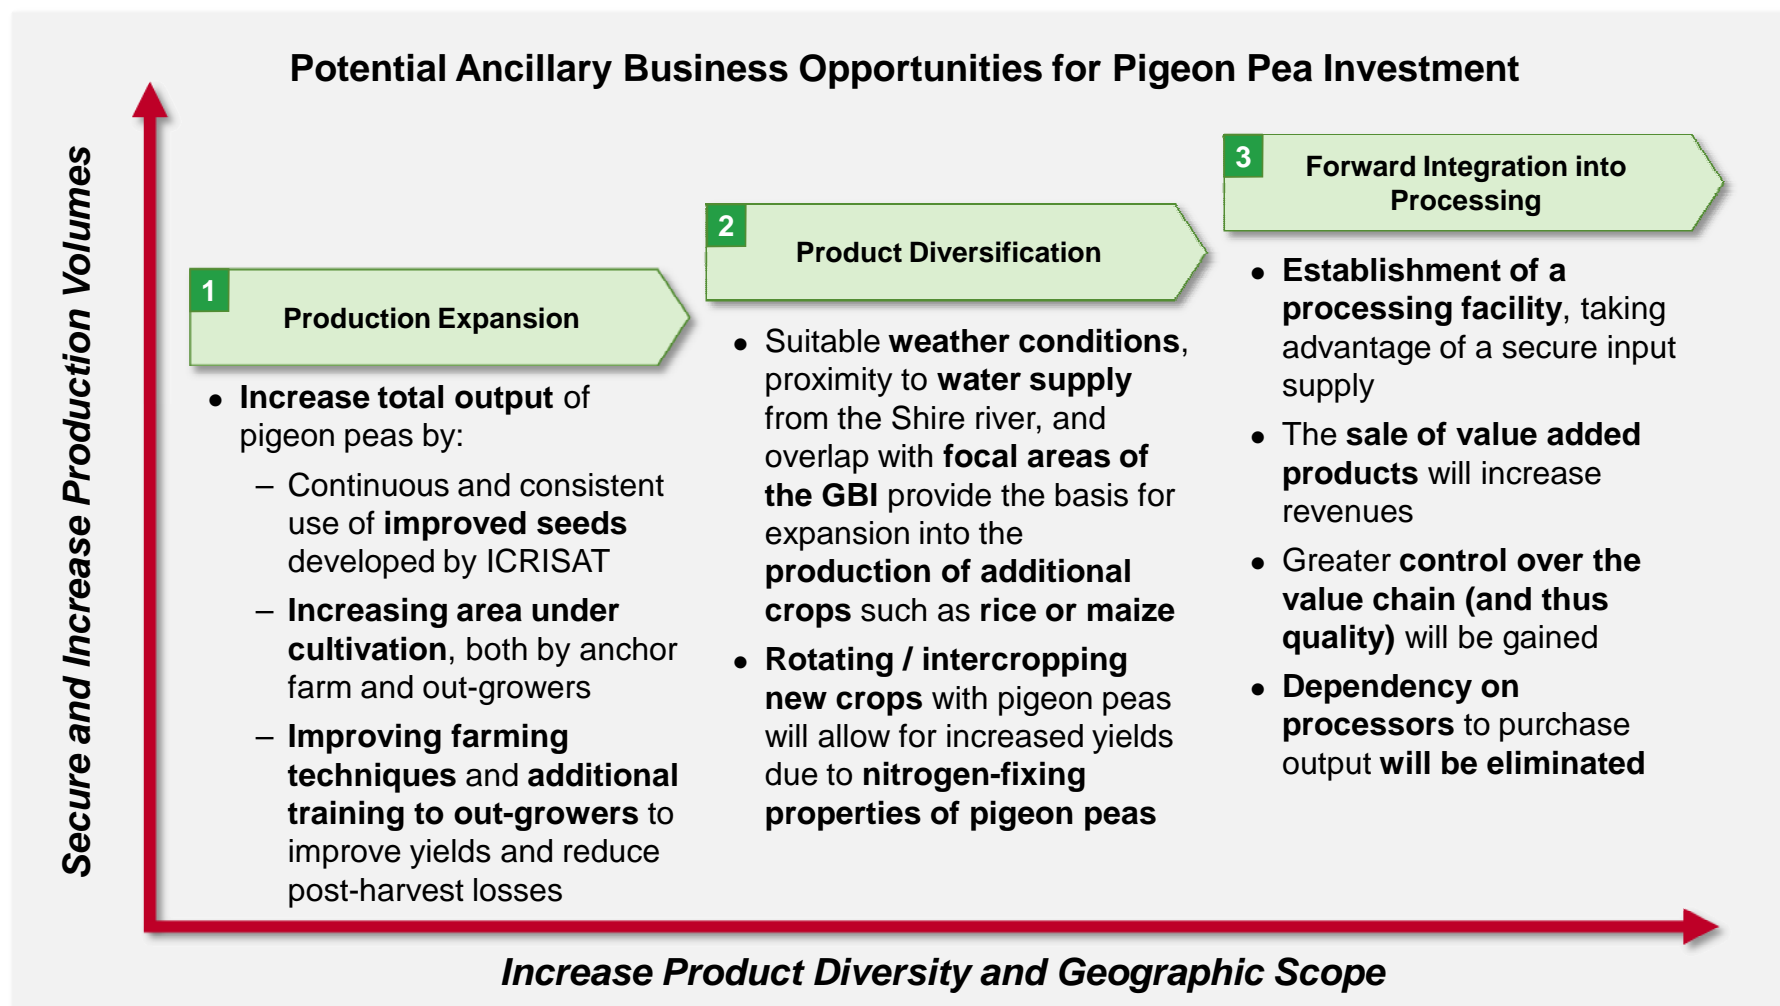 Potential Ancillary Business Opportunities for Pigeon Pea Investment
Secure and Increase Production Volumes
1
Production Expansion
● Increase total output of
pigeon peas by:
– Continuous and consistent
use of improved seeds
developed by ICRISAT
– Increasing area under
cultivation, both by anchor
farm and out-growers
– Improving farming
techniques and additional
training to out-growers to
improve yields and reduce
post-harvest losses
2
Product Diversification
● Suitable weather conditions,
proximity to water supply
from the Shire river, and
overlap with focal areas of
the GBI provide the basis for
expansion into the
production of additional
crops such as rice or maize
● Rotating / intercropping
new crops with pigeon peas
will allow for increased yields
due to nitrogen-fixing
properties of pigeon peas
3
Forward Integration into
Processing
● Establishment of a
processing facility, taking
advantage of a secure input
supply
● The sale of value added
products will increase
revenues
● Greater control over the
value chain (and thus
quality) will be gained
● Dependency on
processors to purchase
output will be eliminated
Increase Product Diversity and Geographic Scope